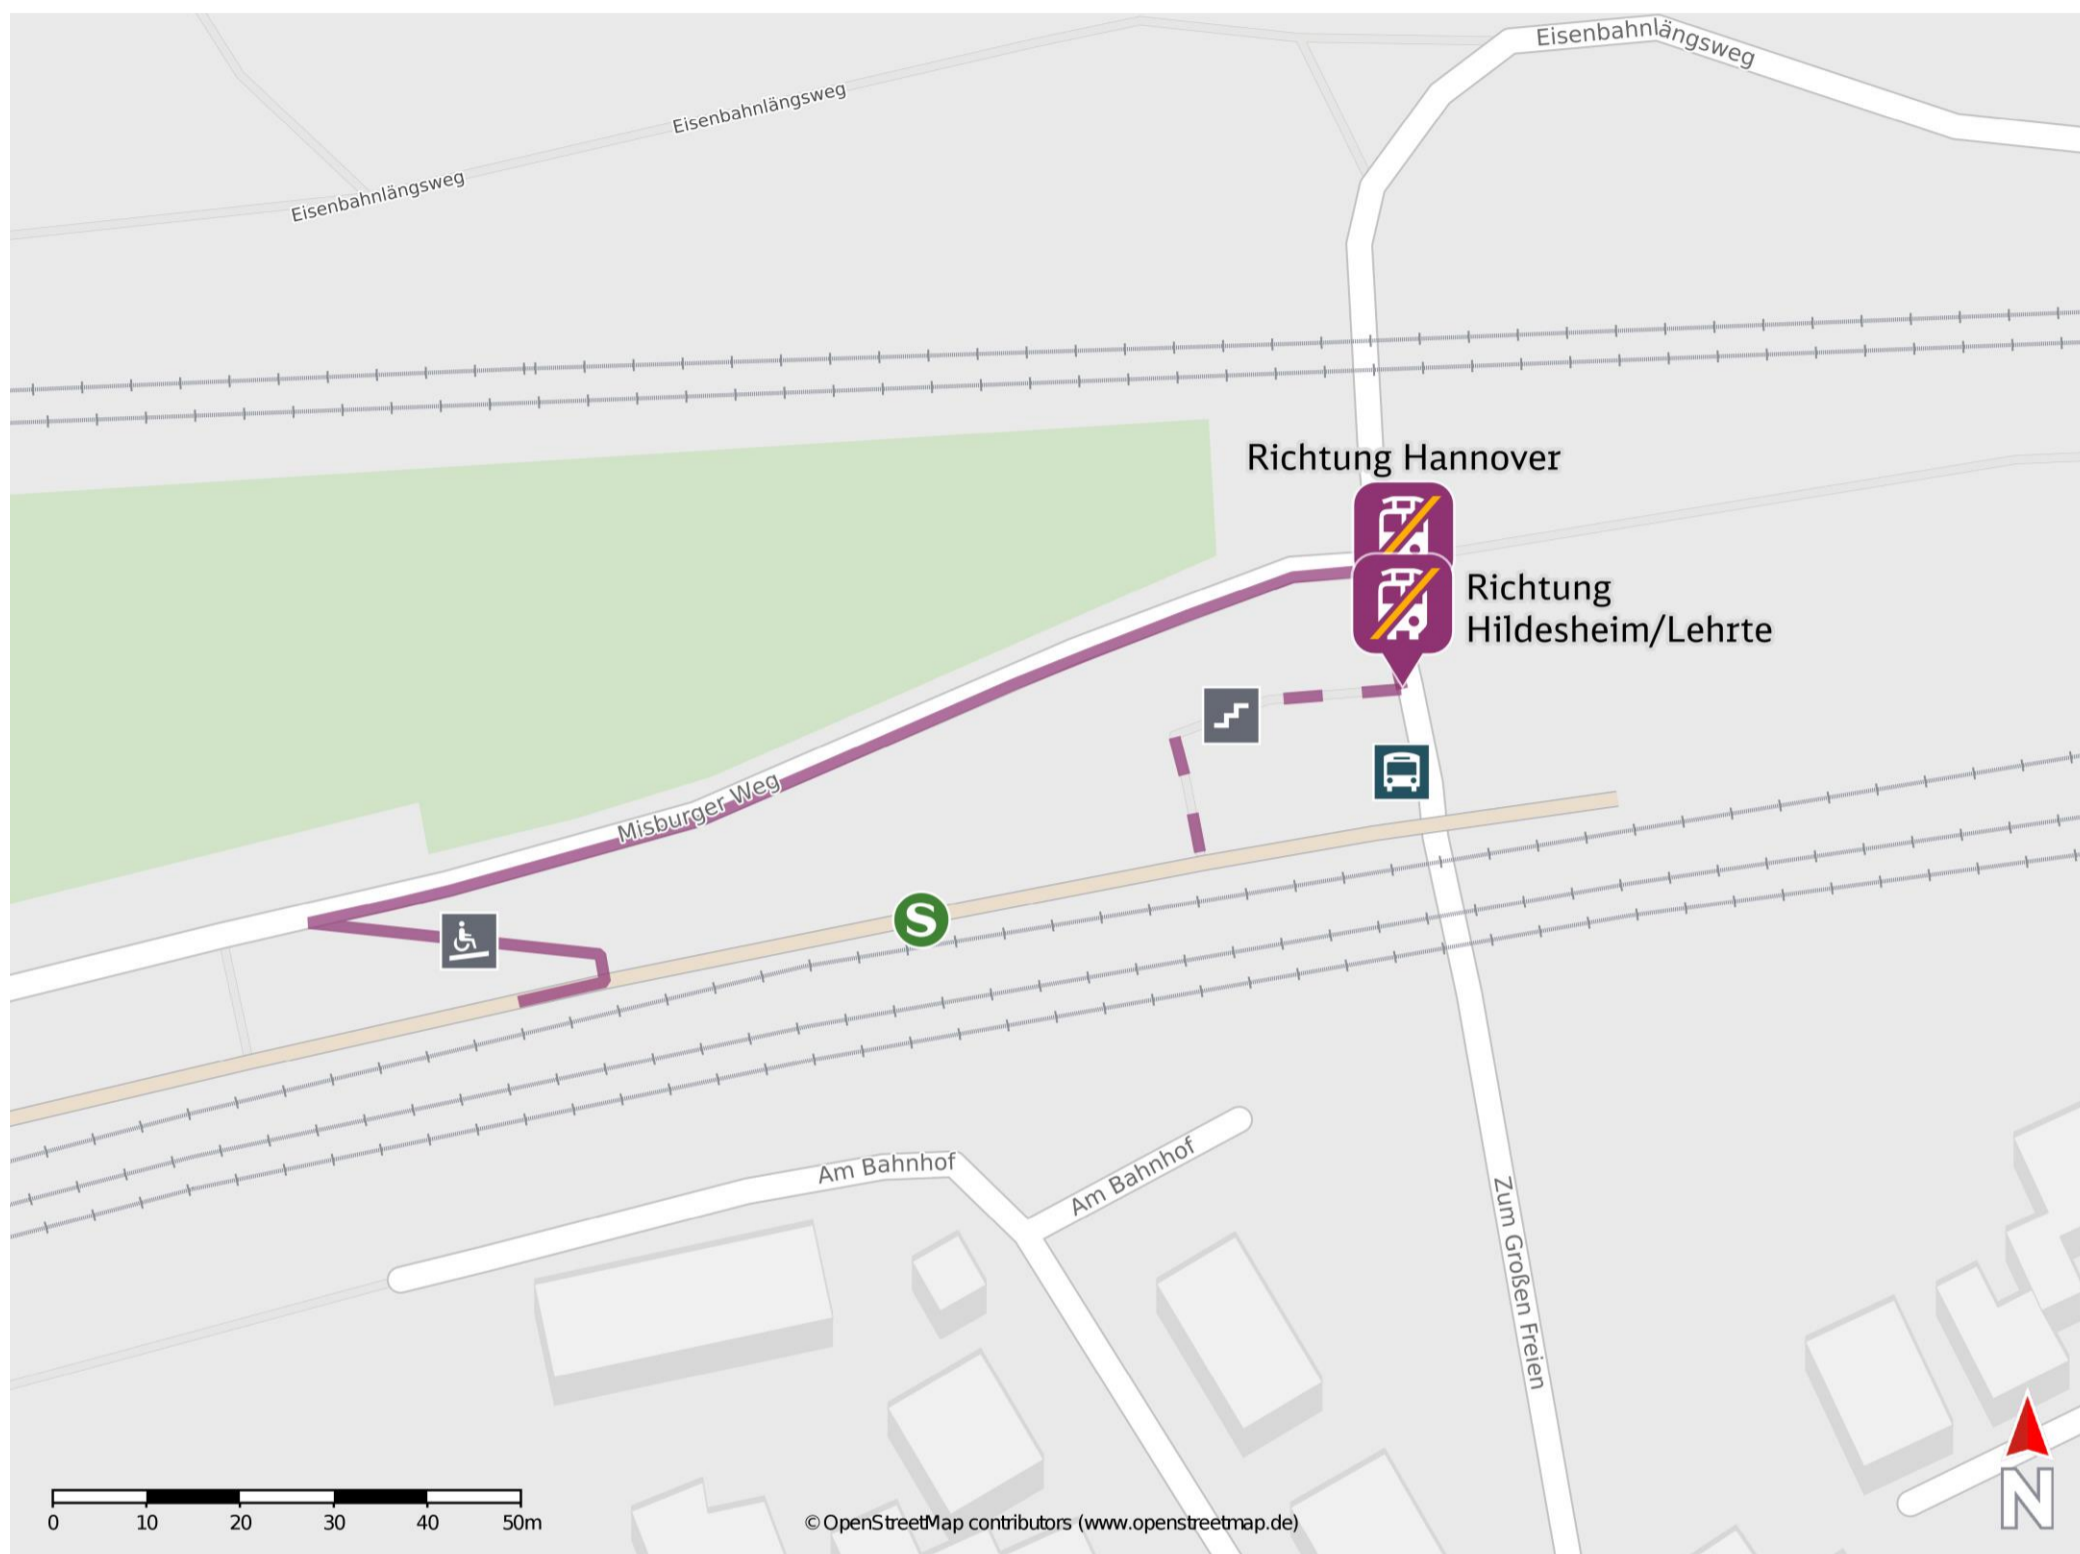 Eisenbahnlängsweg
Eisenbahnlängsweg
Eisenbahnlängsweg
Richtung Hannover
Richtung
Hildesheim/Lehrte
Misburger Weg
S
Am Bahnhof
Am Bahnhof
Zum Großen Freien
0 10 20 30 40 50m
© OpenStreetMap contributors (www.openstreetmap.de)
N